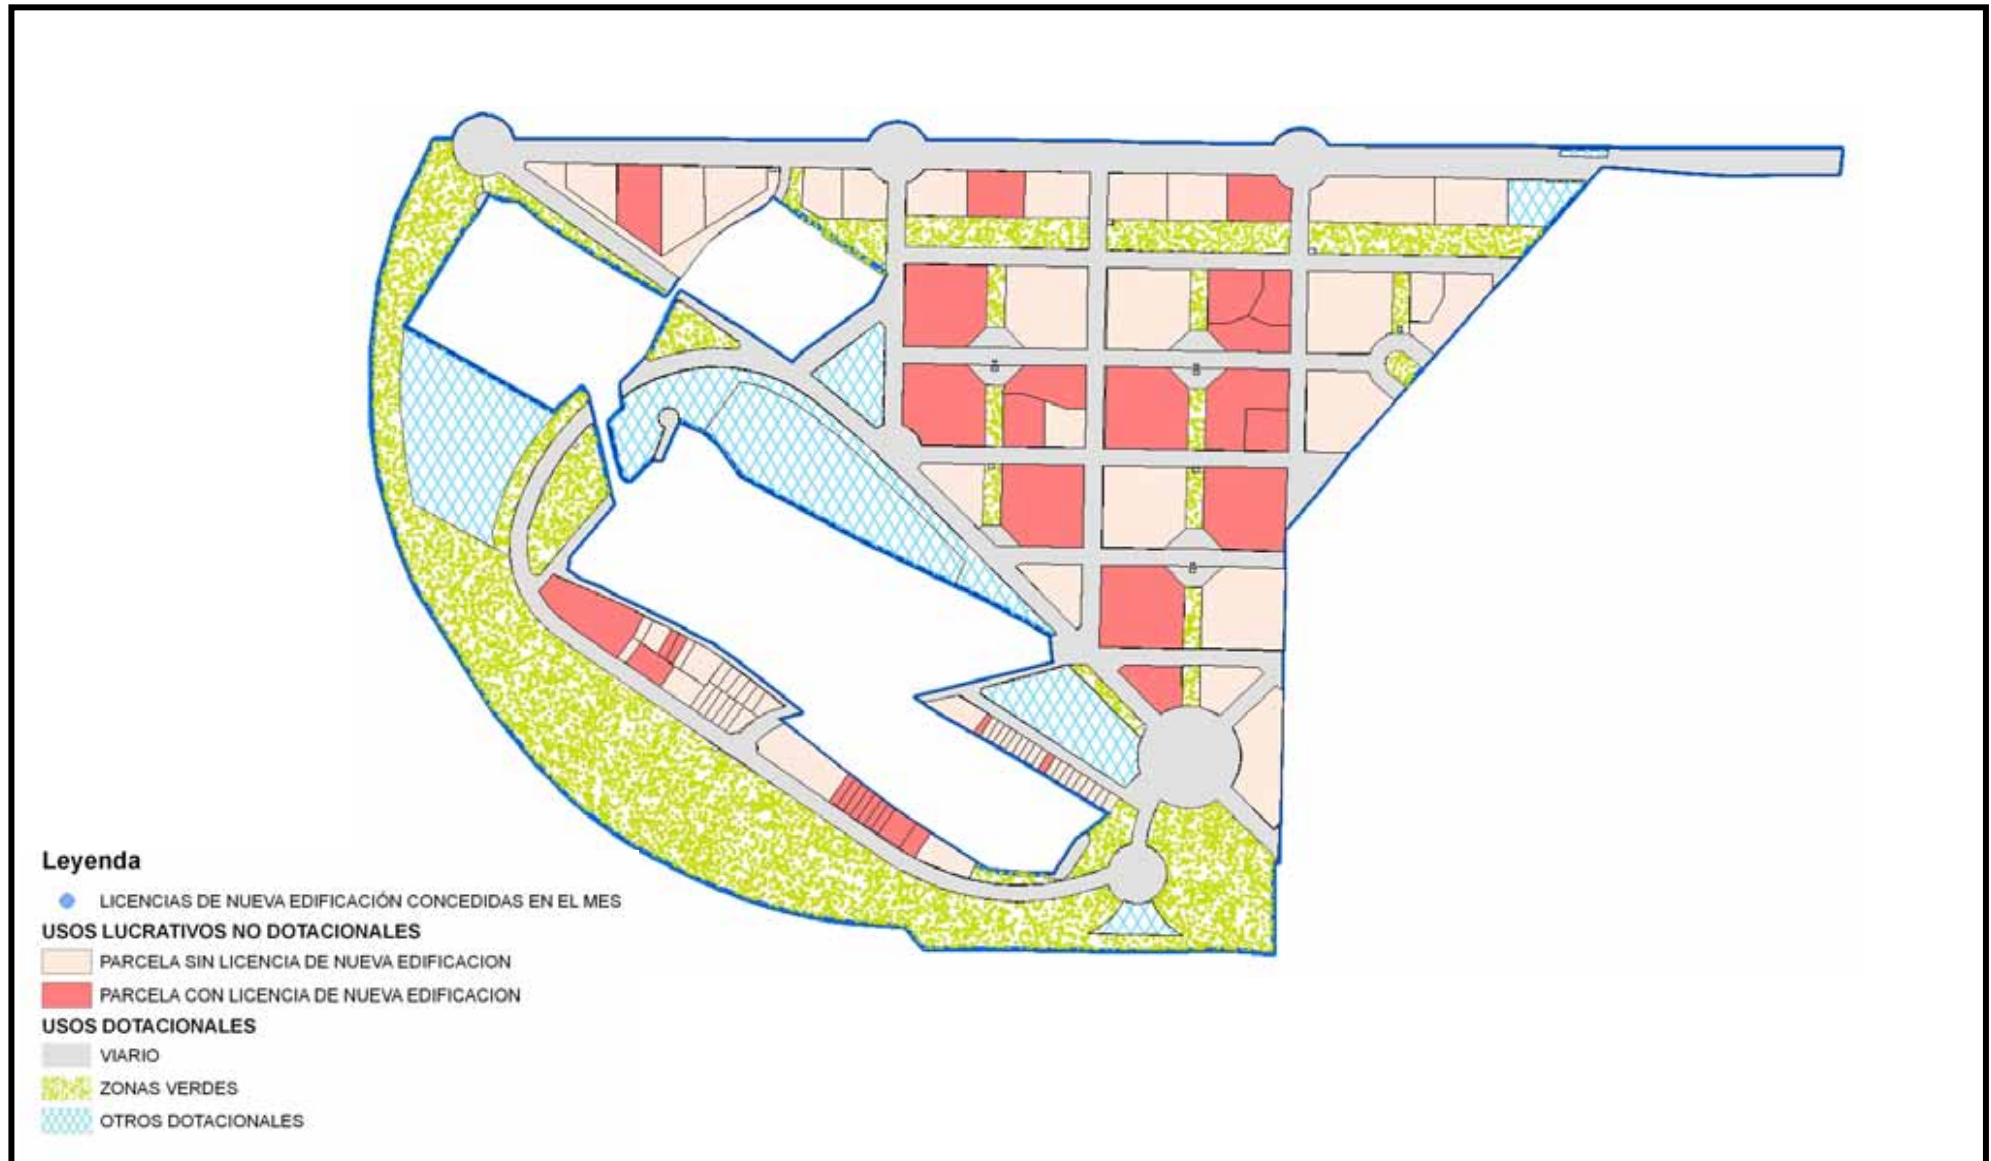 Leyenda
LICENCIAS DE NUEVA EDIFICACIÓN CONCEDIDAS EN EL MES
USOS LUCRATIVOS NO DOTACIONALES
PARCELA SIN LICENCIA DE NUEVA EDIFICACION
PARCELA CON LICENCIA DE NUEVA EDIFICACION
USOS DOTACIONALES
VIARIO
ZONAS VERDES
OTROS DOTACIONALES